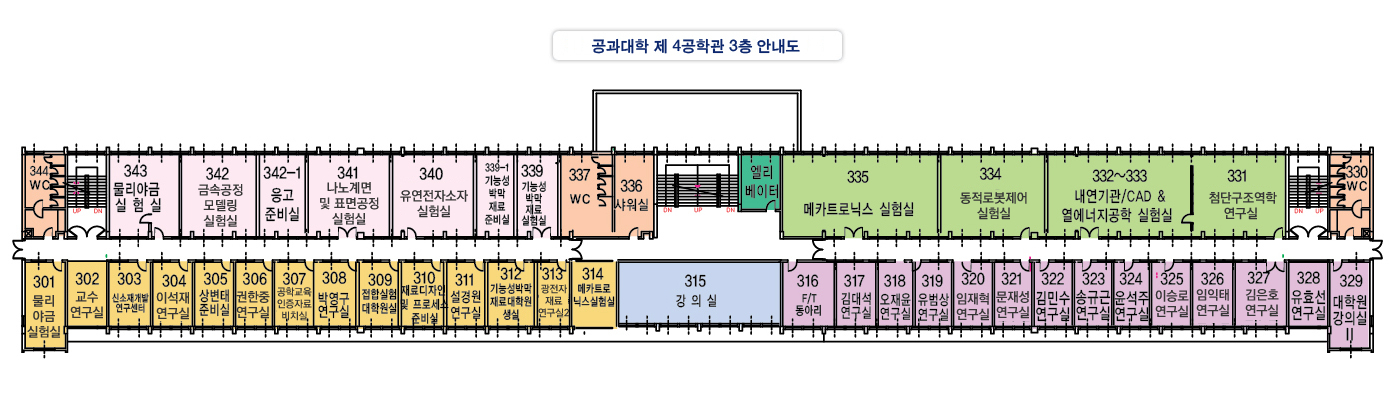 공과대학 제 4공학관 3층 안내도
344
WC
UP
DN
343
물리야금
실 험 실
342
금속공정
모델링
실험실
342-1
응고
준비실
341
나노계면
및 표면공정
실험실
340
유연전자소자
실험실
339-1
기능성
박막
재료
준비실
339
기능성
박막
재료
실험실
337
WC
336
샤워실
UP
DN
엘리
베이터
335
메카트로닉스 실험실
334
동적로봇제어
실험실
332~333
내연기관/CAD &
열에너지공학 실험실
331
첨단구조역학
연구실
DN
UP
330
WC
301
물리
야금
실험실
302
교수
연구실
303
신소재개발
연구센터
304
이석재
연구실
305
상변태
준비실
306
권한중
연구실
307
공학교육
인증자료
비치실
308
박영구
연구실
309
접합실험
대학원실
310
재료디자인
및 프로세스
준비실
311
설경원
연구실
312
기능성박막
재료대학원
생실
313
광전자
재료
연구실2
314
메카트로
닉스실험실
315
강 의 실
316
F/T
동아리
317
김대석
연구실
318
오재윤
연구실
319
유범상
연구실
320
임재혁
연구실
321
문재성
연구실
322
김민수
연구실
323
송규근
연구실
324
윤석주
연구실
325
이승로
연구실
326
임익태
연구실
327
김은호
연구실
328
유효선
연구실
329
대학원
강의실
II